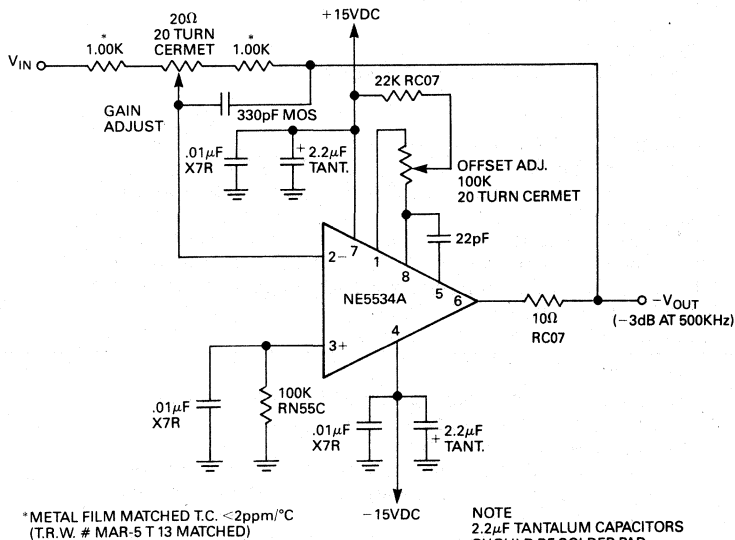 20Ω
20 TURN
CERMET
*
1.00K
*
1.00K
V_IN
+15VDC
22K RC07
330pF MOS
GAIN
ADJUST
.01μF
X7R
+
2.2μF
TANT.
OFFSET ADJ.
100K
20 TURN CERMET
22pF
2-
7
1
8
5
6
NE5534A
4
3+
10Ω
RC07
-V_OUT
(-3dB AT 500KHz)
.01μF
X7R
100K
RN55C
.01μF
X7R
+
2.2μF
TANT.
-15VDC
*METAL FILM MATCHED T.C. <2ppm/°C
(T.R.W. # MAR-5 T 13 MATCHED)
NOTE
2.2μF TANTALUM CAPACITORS